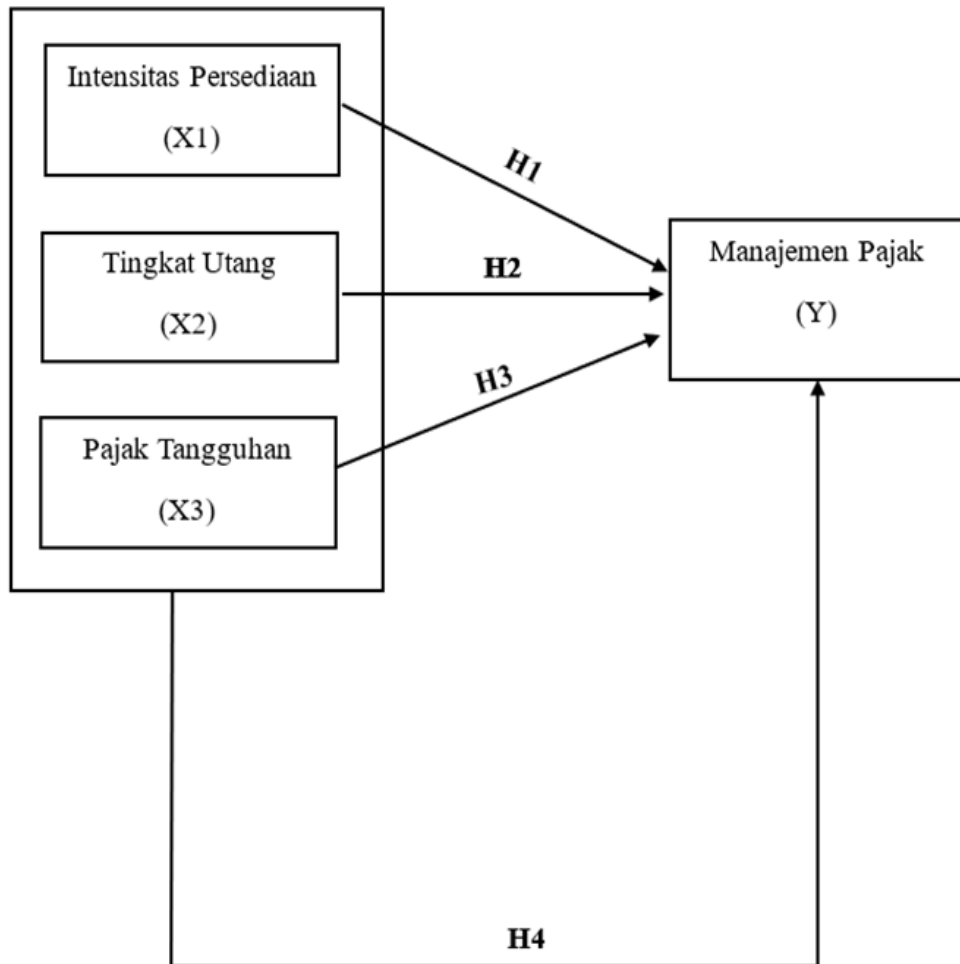 Intensitas Persediaan
(X1)
H1
Manajemen Pajak
(Y)
Tingkat Utang
(X2)
H2
H3
Pajak Tangguhan
(X3)
H4